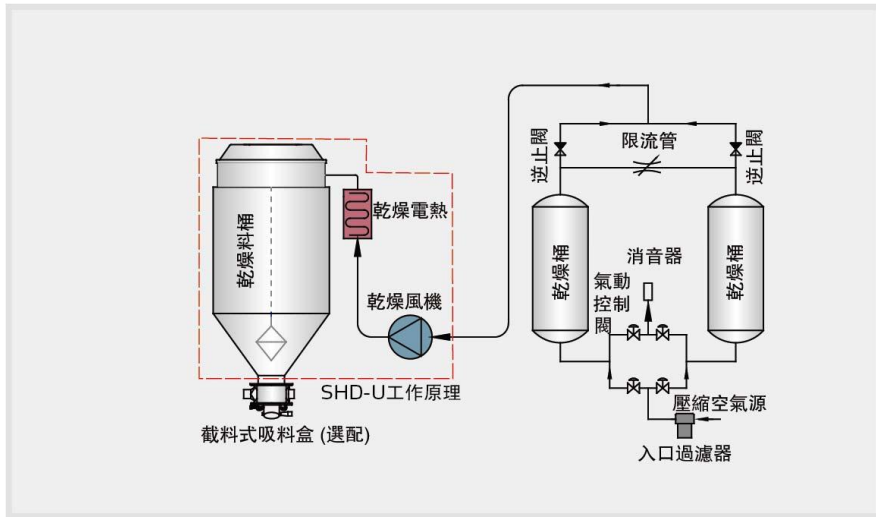 限流管
逆止閥
逆止閥
乾燥電熱
乾燥料桶
乾燥桶
消音器
乾燥桶
氣動
控制
閥
乾燥風機
SHD-U工作原理
壓縮空氣源
截料式吸料盒 (選配)
入口過濾器